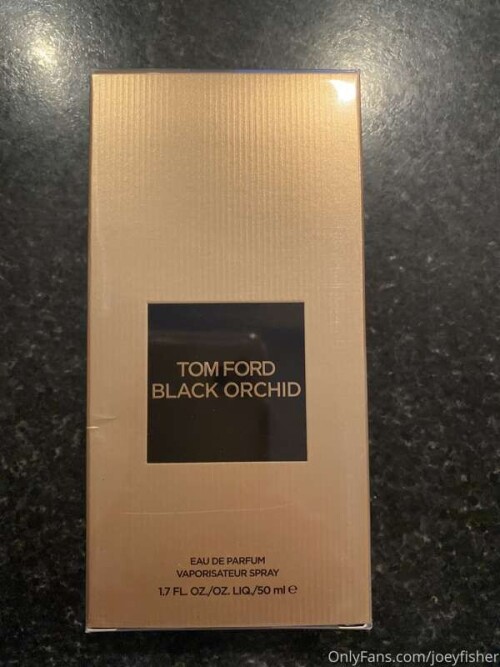 TOM FORD
BLACK ORCHID
EAU DE PARFUM
VAPORISATEUR SPRAY
1.7 FL. OZ./OZ. LIQ./50 ml ℮
OnlyFans.com/joeyfisher